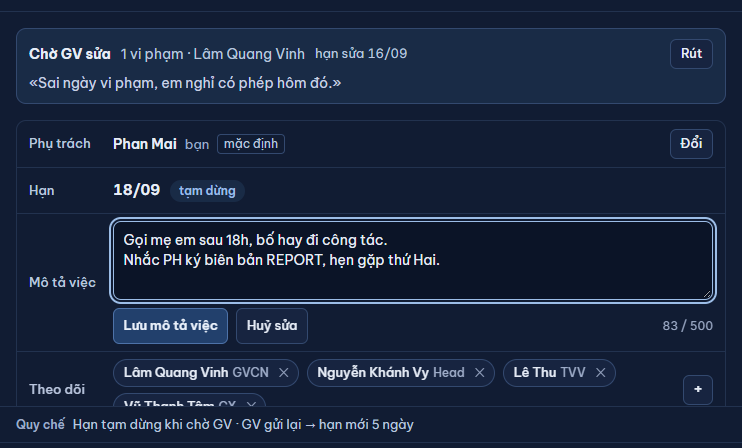 Chờ GV sửa 1 vi phạm · Lâm Quang Vinh hạn sửa 16/09 Rút
«Sai ngày vi phạm, em nghỉ có phép hôm đó.»
Phụ trách Phan Mai bạn mặc định Đổi
Hạn 18/09 tạm dừng
Gọi mẹ em sau 18h, bố hay đi công tác.
Nhắc PH ký biên bản REPORT, hẹn gặp thứ Hai.
Mô tả việc
Lưu mô tả việc Huỷ sửa 83 / 500
Theo dõi Lâm Quang Vinh GVCN × Nguyễn Khánh Vy Head × Lê Thu TVV × +
Vũ Thanh Tâm CX ×
Quy chế Hạn tạm dừng khi chờ GV · GV gửi lại → hạn mới 5 ngày